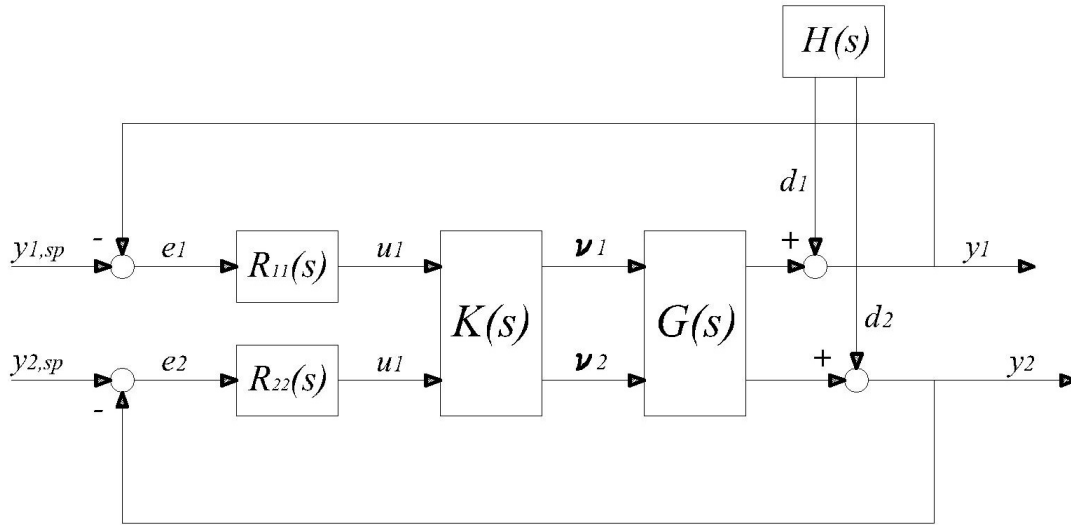 H(s)
d1
- y1,sp e1 R11(s) u1 ν1 + y1
K(s) G(s)
d2
y2,sp e2 R22(s) u1 ν2 + y2
-